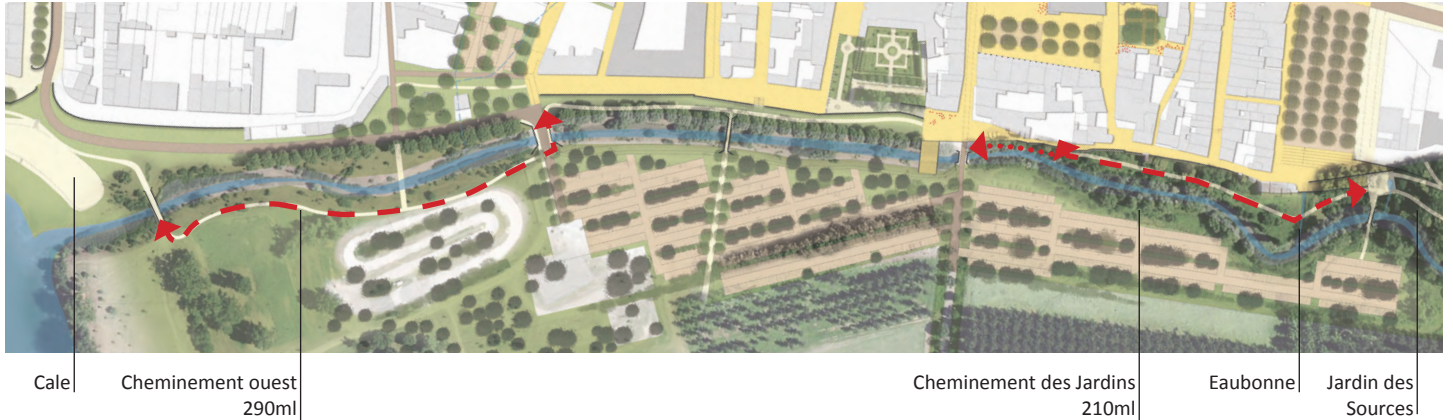 Cale
Cheminement ouest
290ml
Cheminement des Jardins
210ml
Eaubonne
Jardin des
Sources